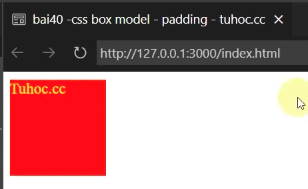 bai40 -css box model - padding - tuhoc.cc
http://127.0.0.1:3000/index.html
Tuhoc.cc